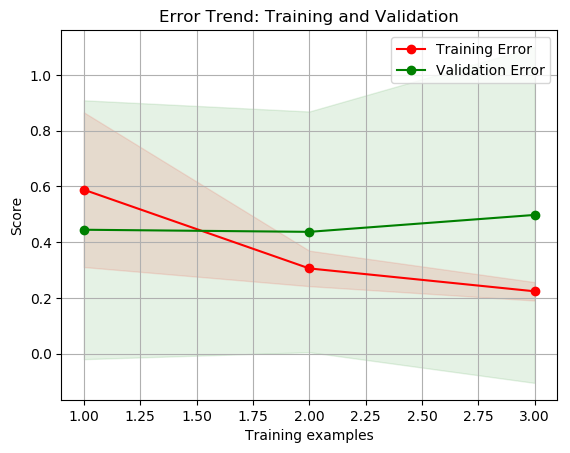 Error Trend: Training and Validation
Training Error
Validation Error
Score
1.0
0.8
0.6
0.4
0.2
0.0
1.00 1.25 1.50 1.75 2.00 2.25 2.50 2.75 3.00
Training examples